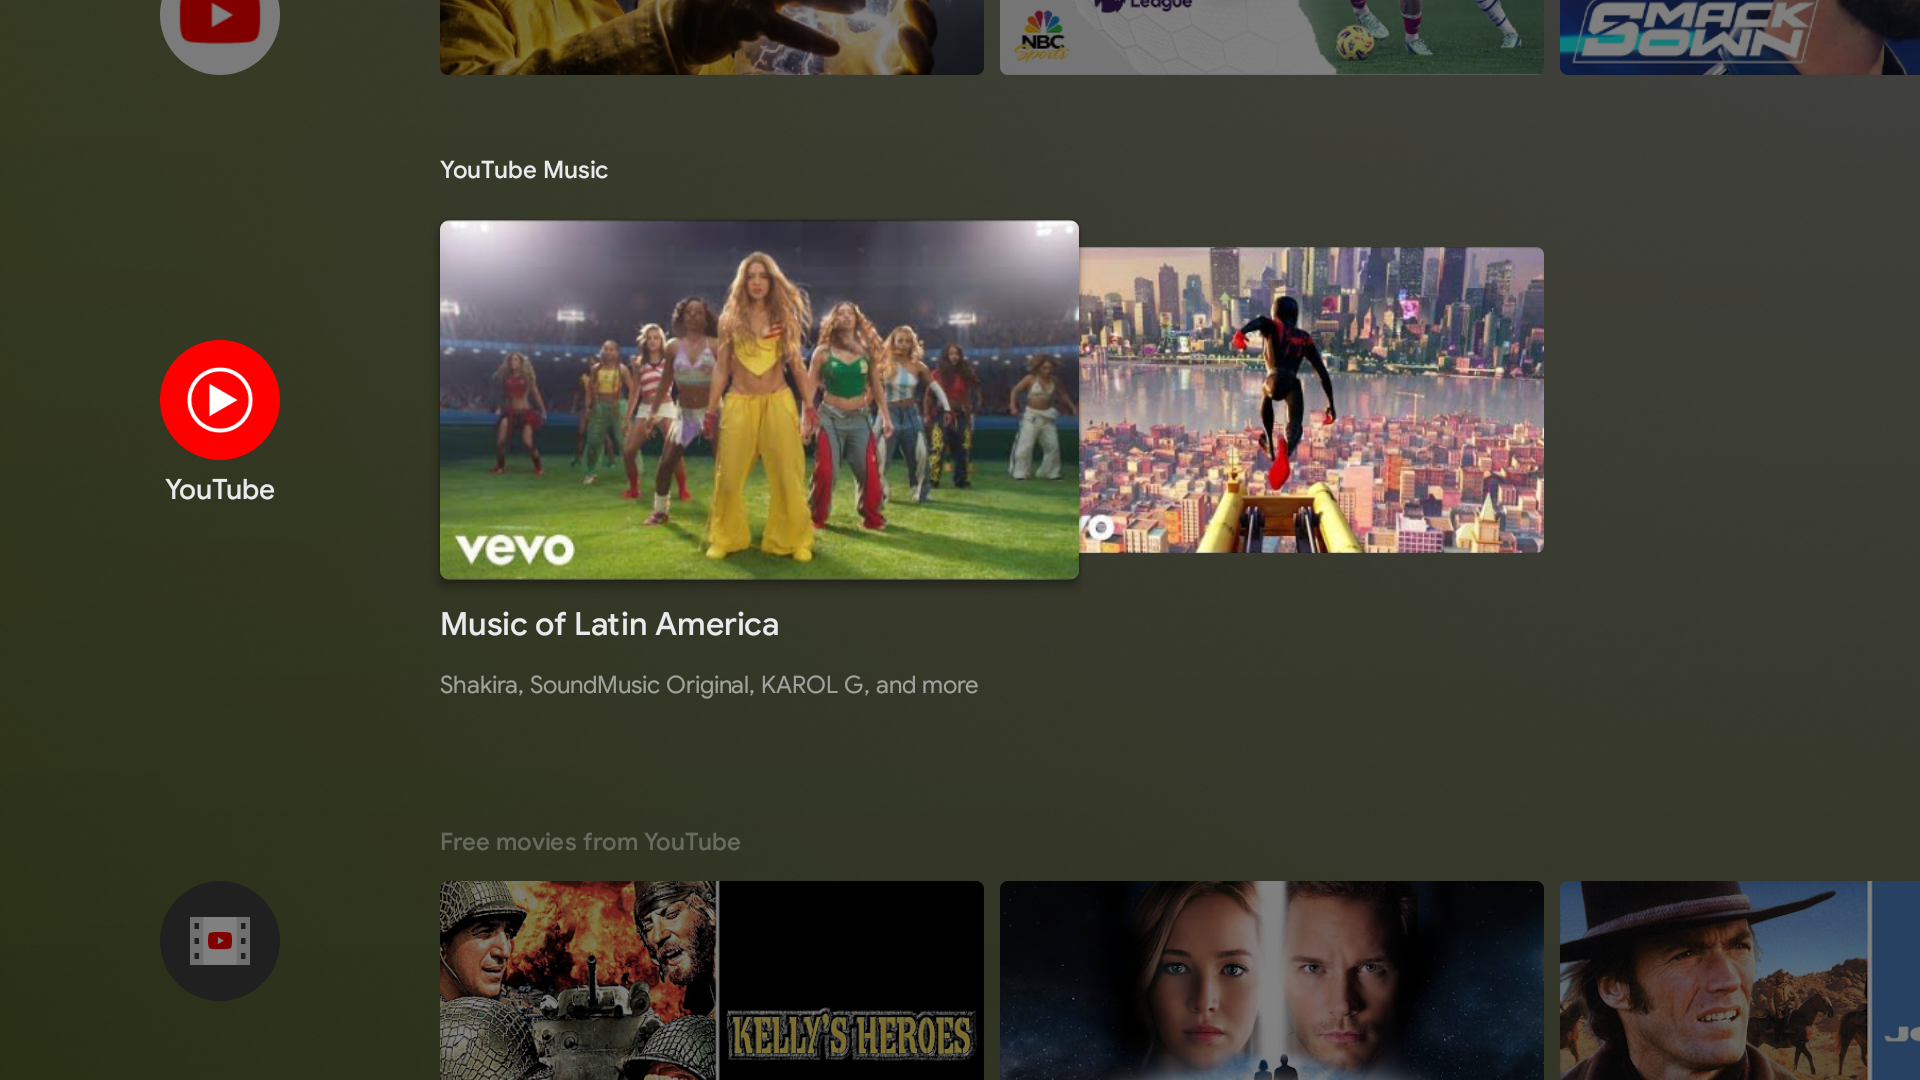 League
NBC
Sports
SMACK
DOWN
YouTube Music
vevo
vo
YouTube
Music of Latin America
Shakira, SoundMusic Original, KAROL G, and more
Free movies from YouTube
KELLY'S HEROES